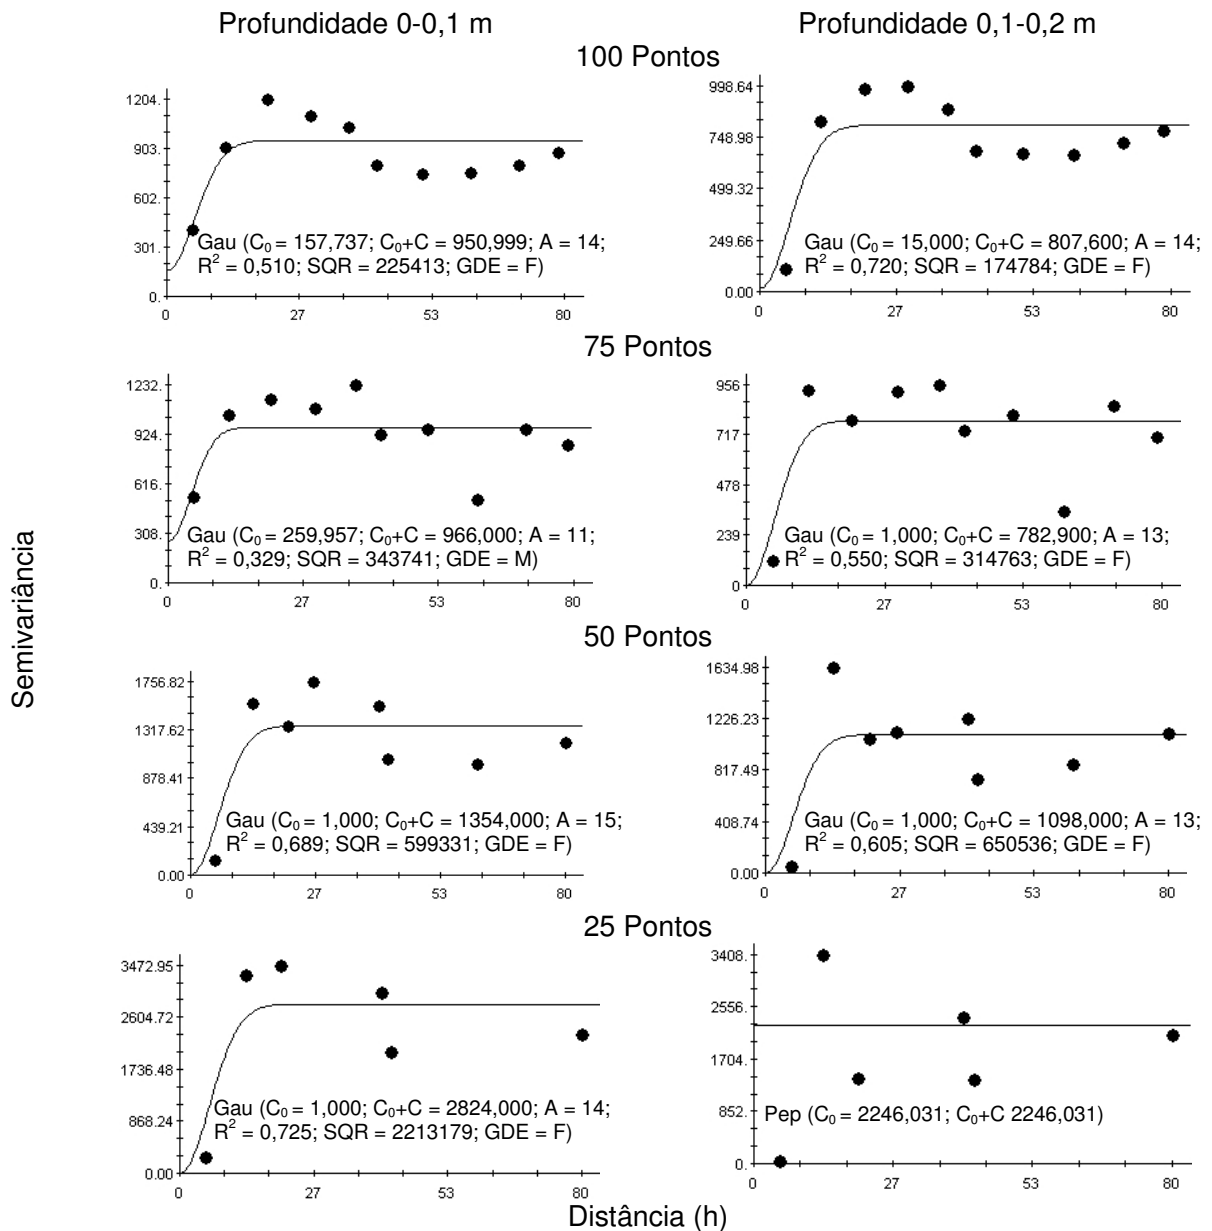 Profundidade 0-0,1 m
Profundidade 0,1-0,2 m
100 Pontos
1204.
903.
602.
301.
0.
Gau (C₀ = 157,737; C₀+C = 950,999; A = 14;
R² = 0,510; SQR = 225413; GDE = F)
0 27 53 80
998.64
748.98
499.32
249.66
0.00
Gau (C₀ = 15,000; C₀+C = 807,600; A = 14;
R² = 0,720; SQR = 174784; GDE = F)
0 27 53 80
75 Pontos
1232.
924.
616.
308.
0.
Gau (C₀ = 259,957; C₀+C = 966,000; A = 11;
R² = 0,329; SQR = 343741; GDE = M)
0 27 53 80
956
717
478
239
0
Gau (C₀ = 1,000; C₀+C = 782,900; A = 13;
R² = 0,550; SQR = 314763; GDE = F)
0 27 53 80
Semivariância
50 Pontos
1756.82
1317.62
878.41
439.21
0.00
Gau (C₀ = 1,000; C₀+C = 1354,000; A = 15;
R² = 0,689; SQR = 599331; GDE = F)
0 27 53 80
1634.98
1226.23
817.49
408.74
0.00
Gau (C₀ = 1,000; C₀+C = 1098,000; A = 13;
R² = 0,605; SQR = 650536; GDE = F)
0 27 53 80
25 Pontos
3472.95
2604.72
1736.48
868.24
0.00
Gau (C₀ = 1,000; C₀+C = 2824,000; A = 14;
R² = 0,725; SQR = 2213179; GDE = F)
0 27 53 80
3408.
2556.
1704.
852.
0.
Pep (C₀ = 2246,031; C₀+C 2246,031)
0 27 53 80
Distância (h)